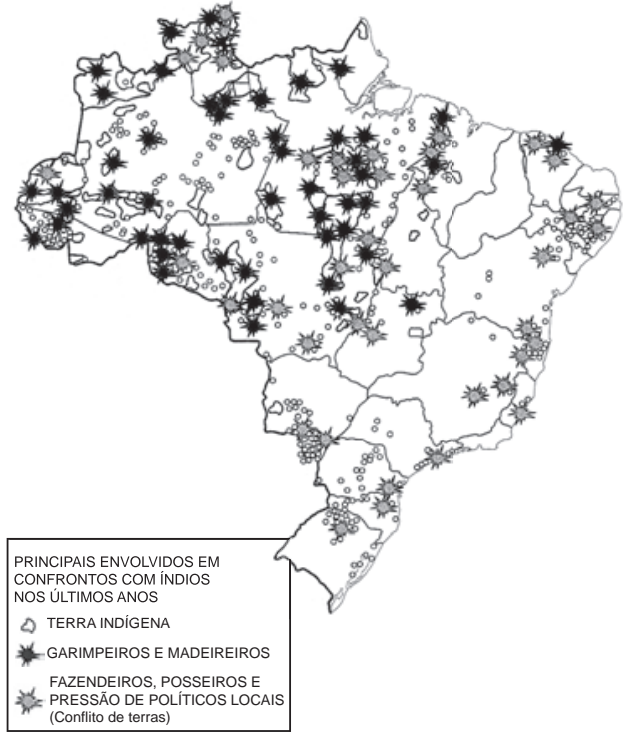 PRINCIPAIS ENVOLVIDOS EM
CONFRONTOS COM ÍNDIOS
NOS ÚLTIMOS ANOS
TERRA INDÍGENA
GARIMPEIROS E MADEIREIROS
FAZENDEIROS, POSSEIROS E
PRESSÃO DE POLÍTICOS LOCAIS
(Conflito de terras)